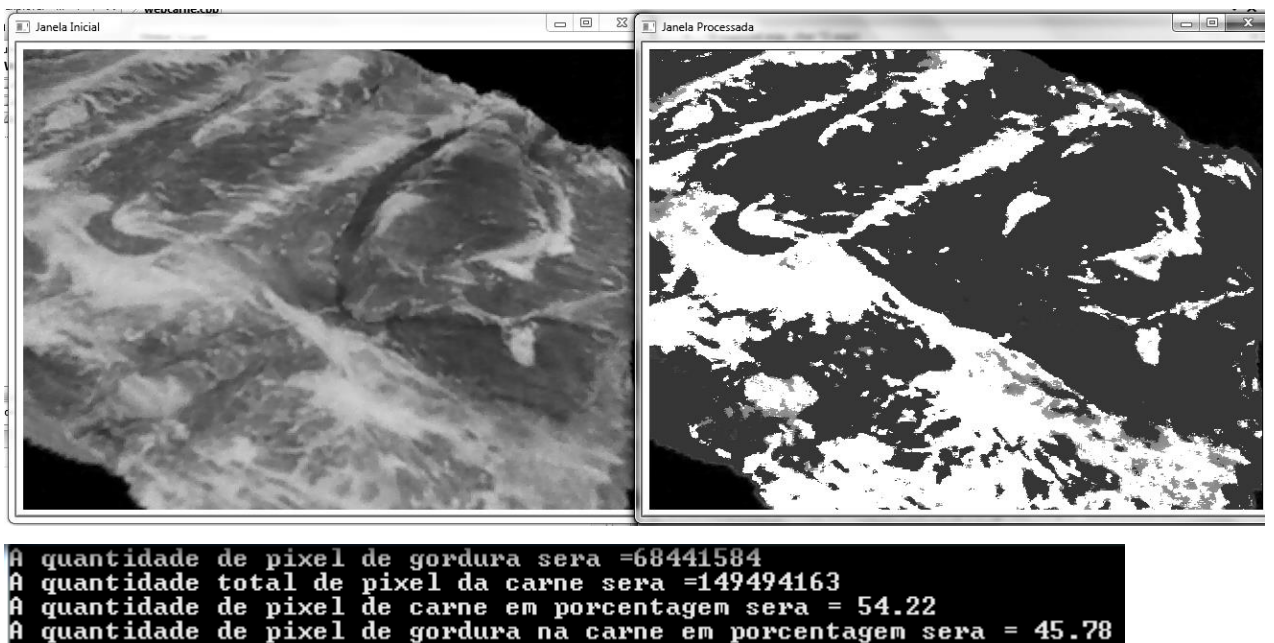 webcarne.cpp
Janela Inicial
Janela Processada
A quantidade de pixel de gordura sera =68441584
A quantidade total de pixel da carne sera =149494163
A quantidade de pixel de carne em porcentagem sera = 54.22
A quantidade de pixel de gordura na carne em porcentagem sera = 45.78